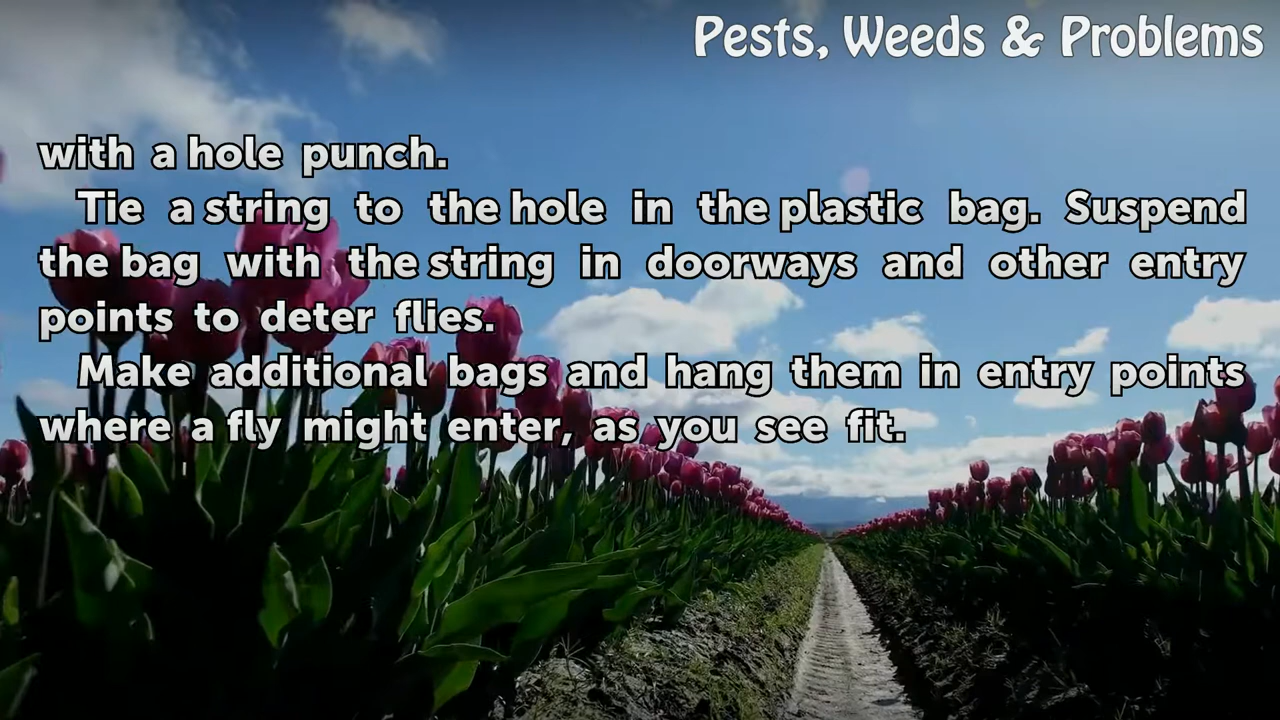 Pests, Weeds & Problems
with a hole punch.
Tie a string to the hole in the plastic bag. Suspend
the bag with the string in doorways and other entry
points to deter flies.
Make additional bags and hang them in entry points
where a fly might enter, as you see fit.